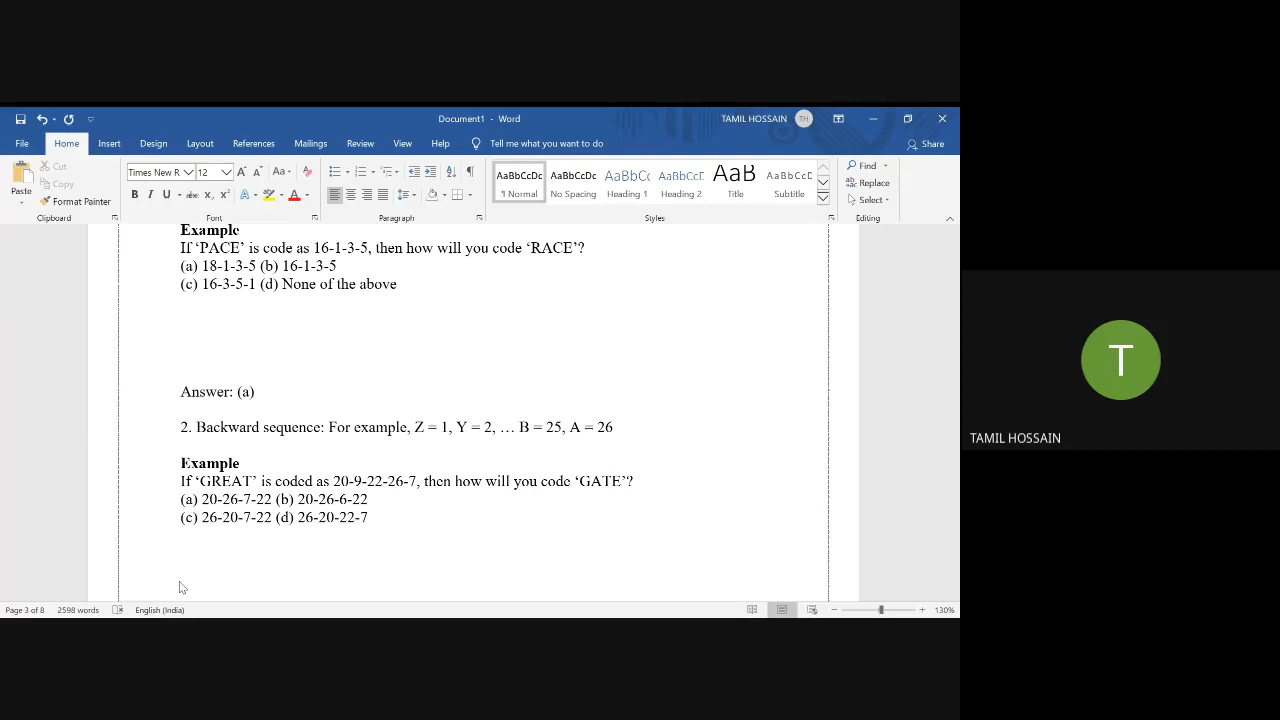 Document1 - Word
TAMIL HOSSAIN
TH
File
Home
Insert
Design
Layout
References
Mailings
Review
View
Help
Tell me what you want to do
Share
Paste
Cut
Copy
Format Painter
Clipboard
Times New R
12
Font
Paragraph
AaBbCcDc
¶ Normal
AaBbCcDc
No Spacing
AaBbCc
Heading 1
AaBbCcE
Heading 2
AaB
Title
AaBbCcD
Subtitle
Styles
Find
Replace
Select
Editing
Example
If ‘PACE’ is code as 16-1-3-5, then how will you code ‘RACE’?
(a) 18-1-3-5 (b) 16-1-3-5
(c) 16-3-5-1 (d) None of the above
Answer: (a)
2. Backward sequence: For example, Z = 1, Y = 2, … B = 25, A = 26
Example
If ‘GREAT’ is coded as 20-9-22-26-7, then how will you code ‘GATE’?
(a) 20-26-7-22 (b) 20-26-6-22
(c) 26-20-7-22 (d) 26-20-22-7
Page 3 of 8
2598 words
English (India)
130%
T
TAMIL HOSSAIN